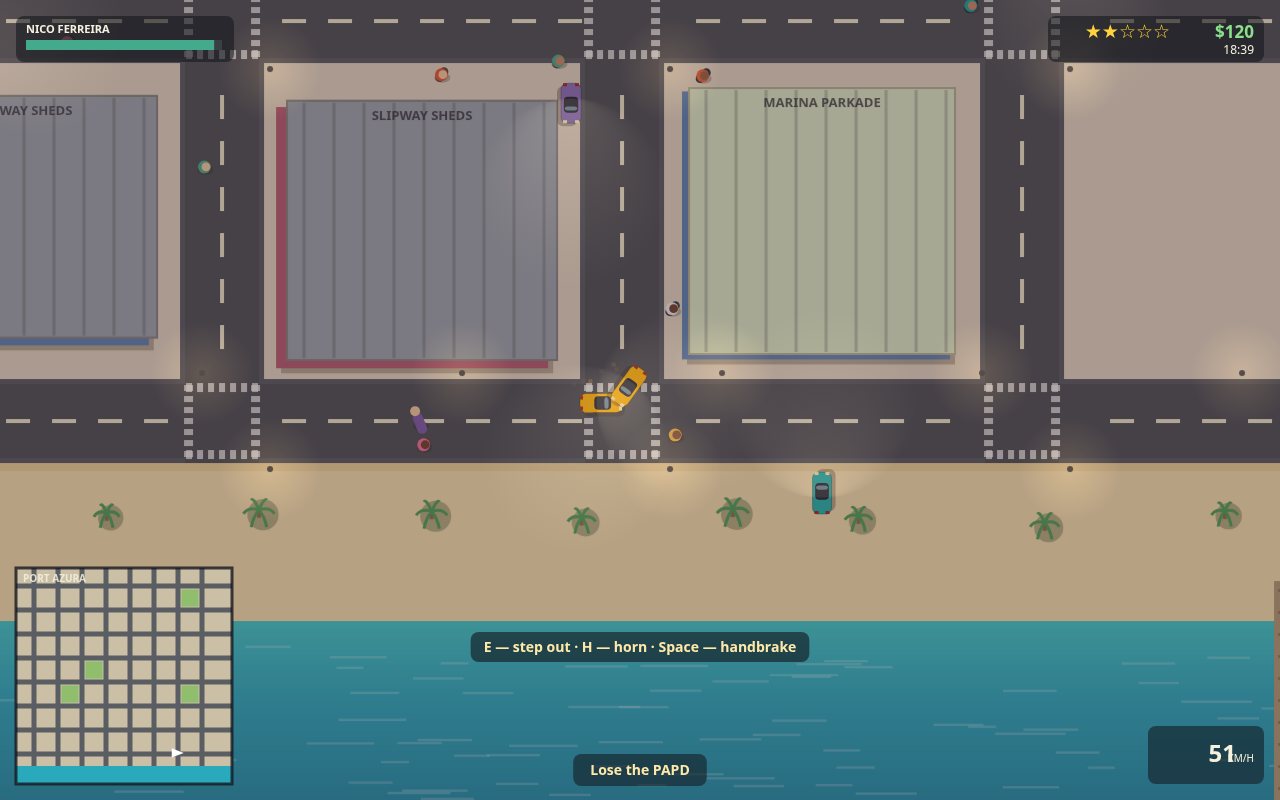 NICO FERREIRA
★★☆☆☆ $120
18:39
WAY SHEDS
SLIPWAY SHEDS
MARINA PARKADE
PORT AZURA
E — step out · H — horn · Space — handbrake
Lose the PAPD
51 M/H